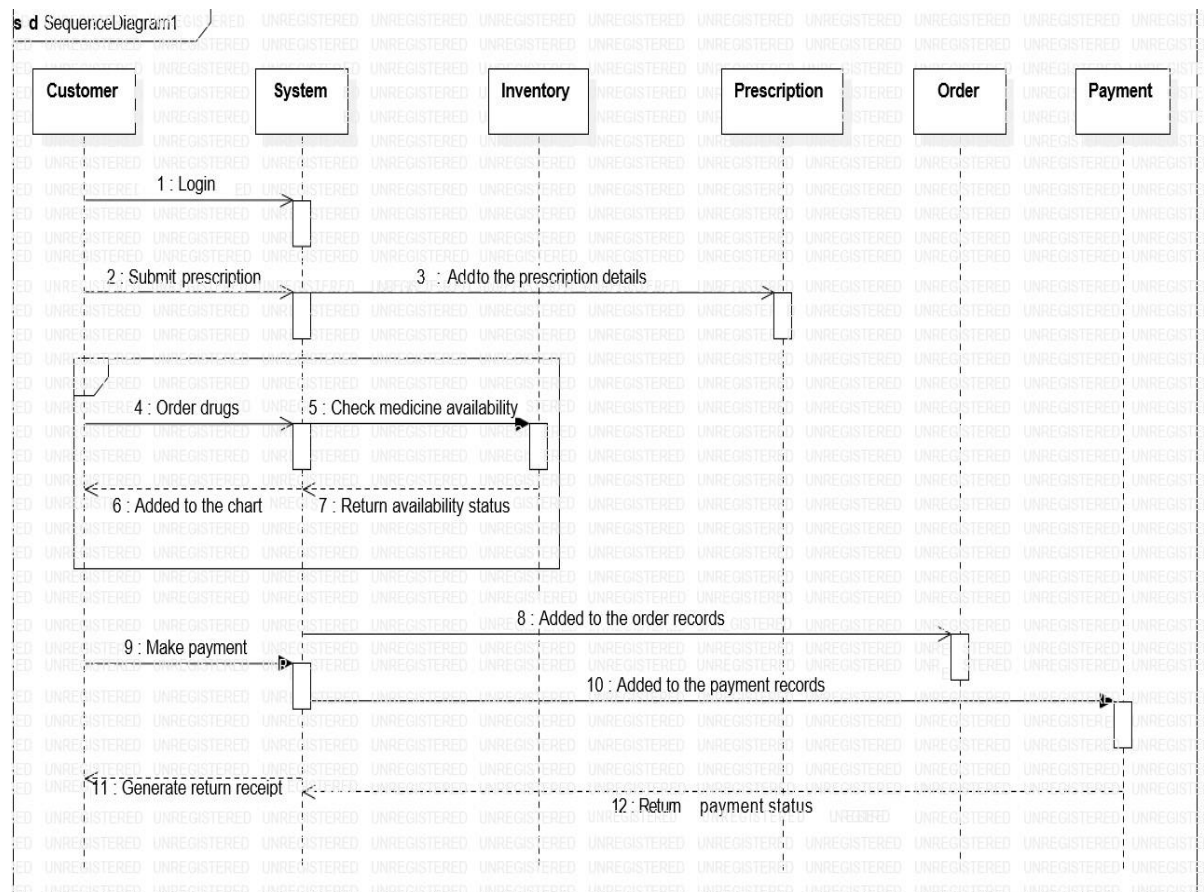 s d SequenceDiagram1
Customer
System
Inventory
Prescription
Order
Payment
1 : Login
2 : Submit prescription
3 : Addto the prescription details
4 : Order drugs
5 : Check medicine availability
6 : Added to the chart
7 : Return availability status
8 : Added to the order records
9 : Make payment
10 : Added to the payment records
11 : Generate return receipt
12 : Return payment status
UNREGISTERED